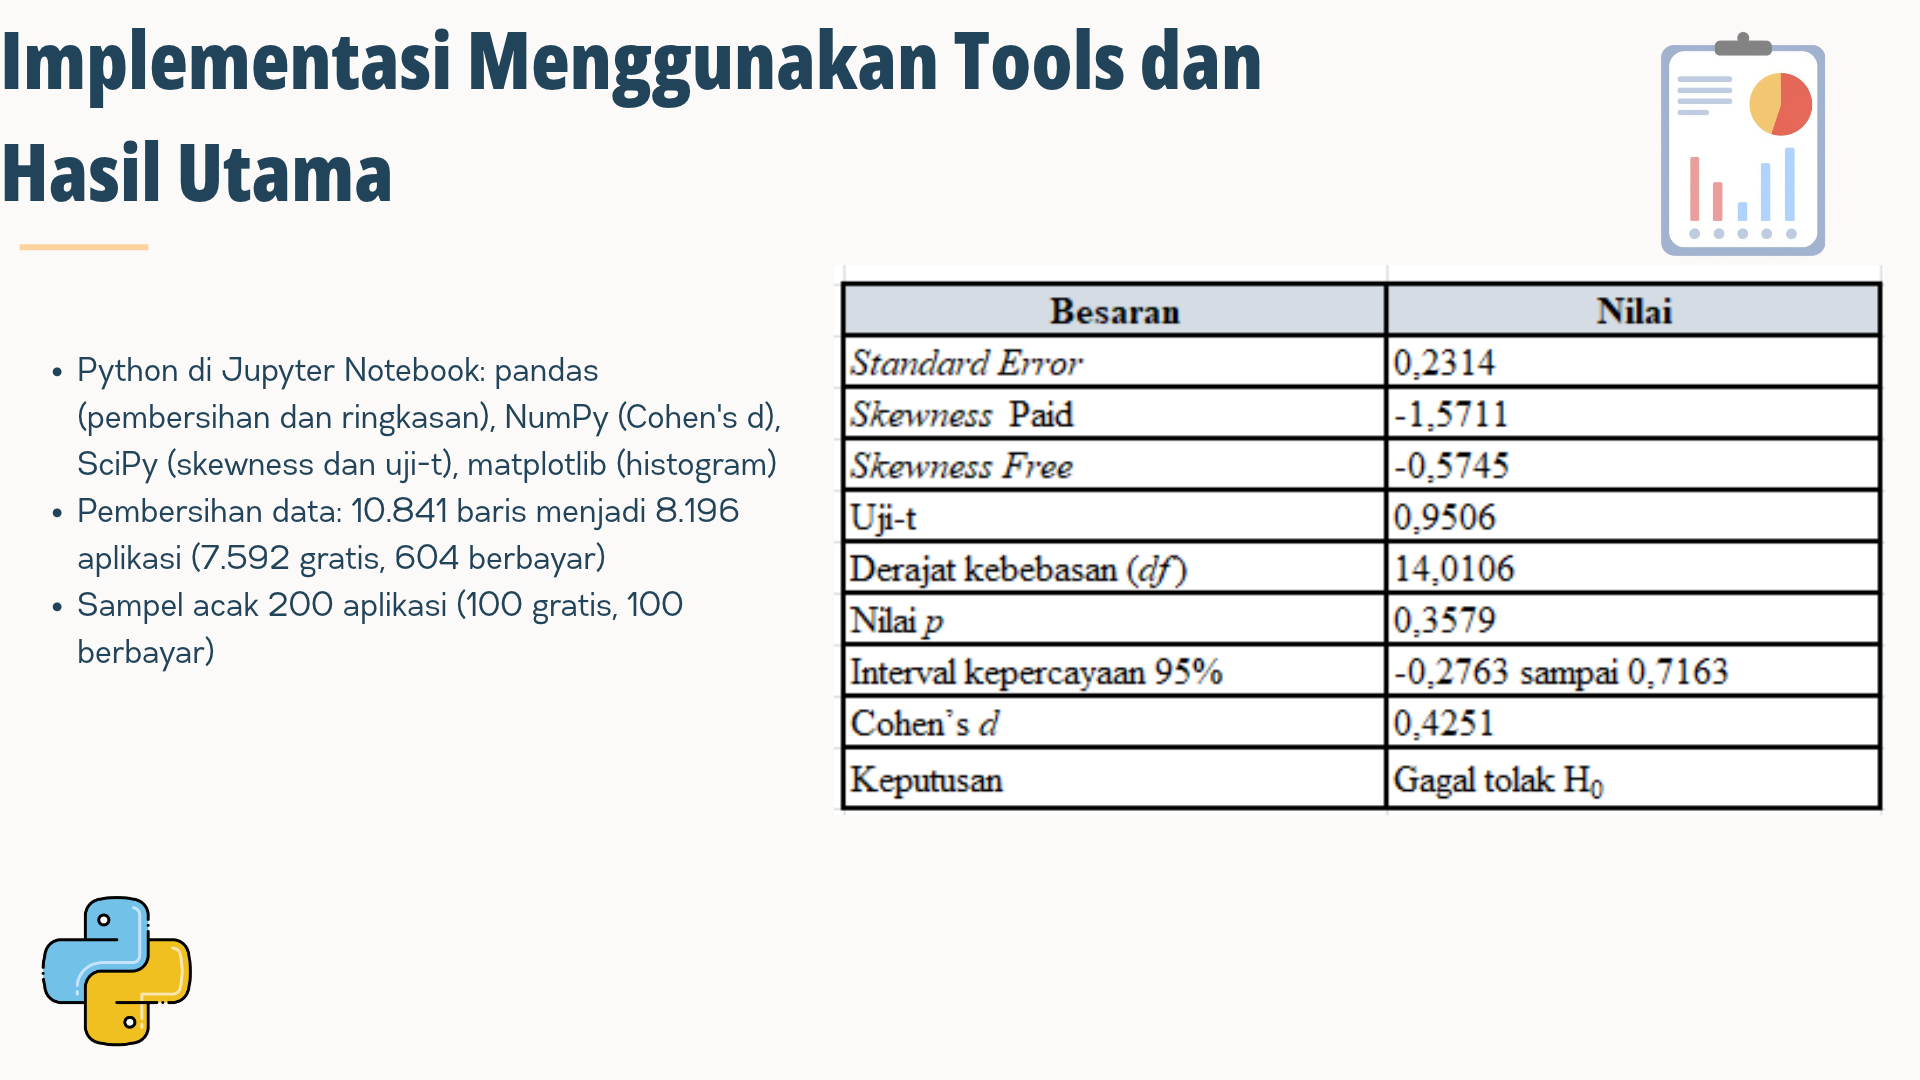 Implementasi Menggunakan Tools dan
Hasil Utama
• Python di Jupyter Notebook: pandas
(pembersihan dan ringkasan), NumPy (Cohen's d),
SciPy (skewness dan uji-t), matplotlib (histogram)
• Pembersihan data: 10.841 baris menjadi 8.196
aplikasi (7.592 gratis, 604 berbayar)
• Sampel acak 200 aplikasi (100 gratis, 100
berbayar)
Besaran Nilai
Standard Error 0,2314
Skewness Paid -1,5711
Skewness Free -0,5745
Uji-t 0,9506
Derajat kebebasan (df) 14,0106
Nilai p 0,3579
Interval kepercayaan 95% -0,2763 sampai 0,7163
Cohen’s d 0,4251
Keputusan Gagal tolak H₀